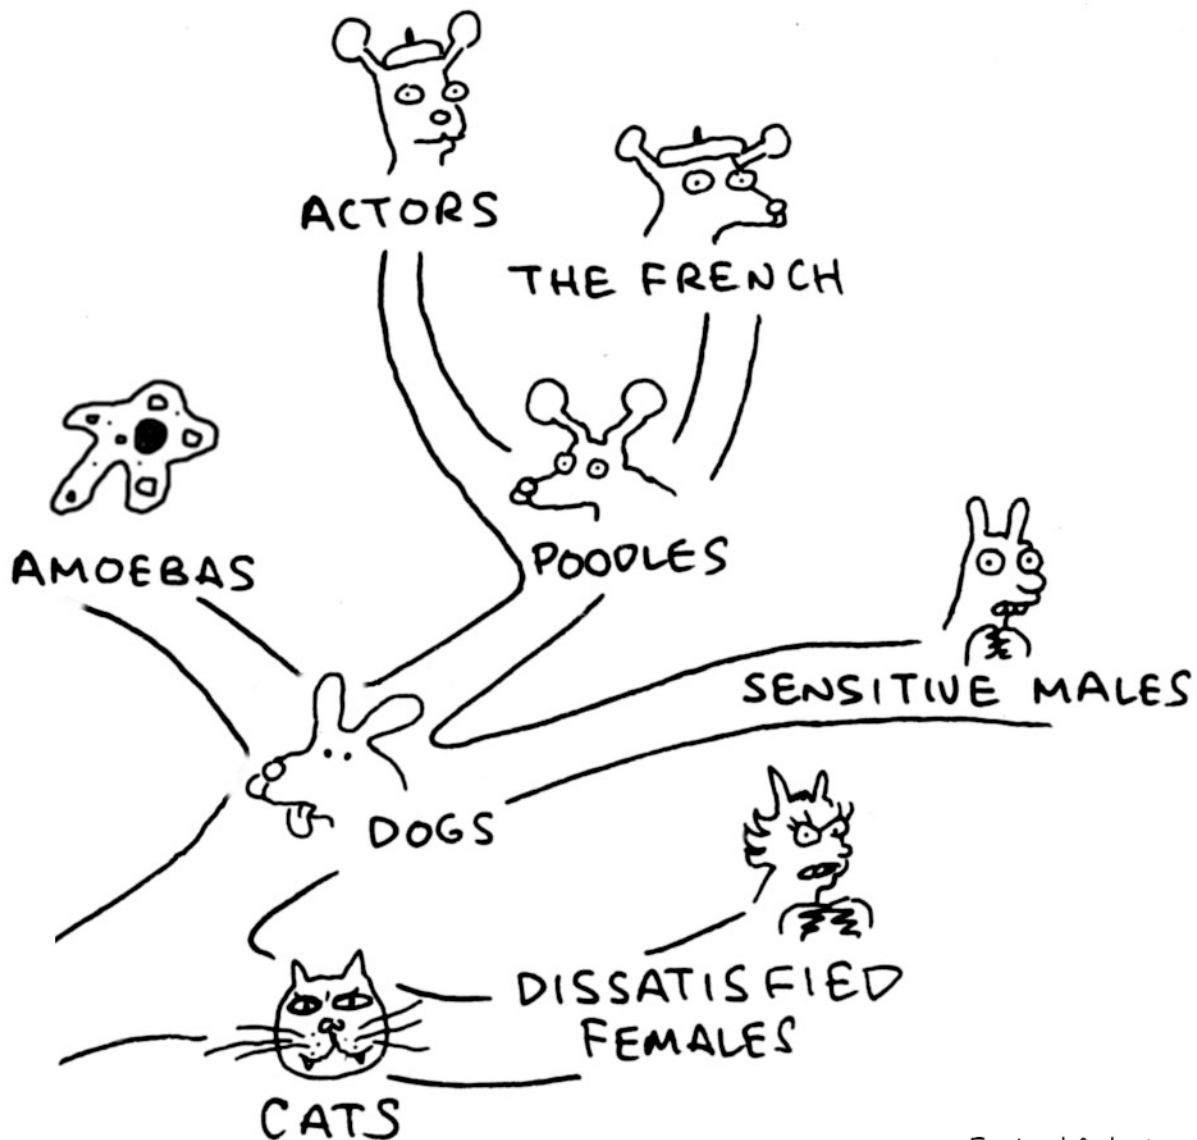 ACTORS
THE FRENCH
AMOEBAS
POODLES
SENSITIVE MALES
DOGS
DISSATISFIED
FEMALES
CATS